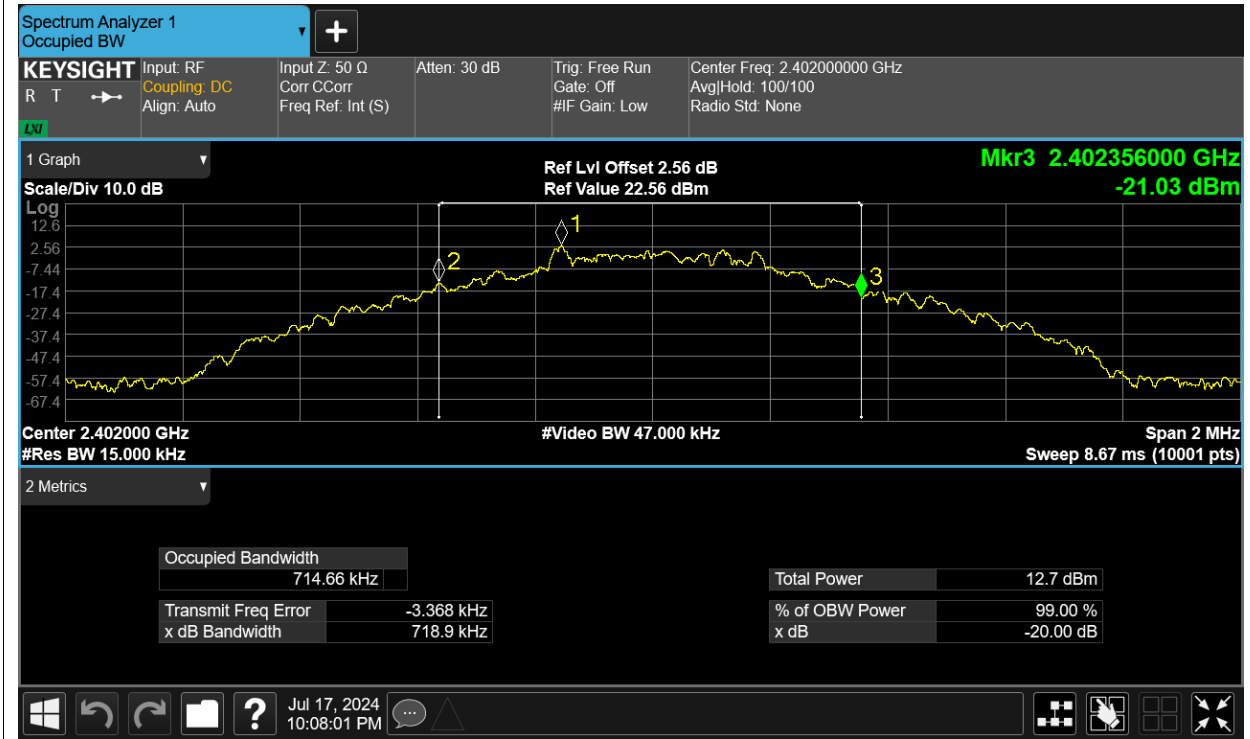 Spectrum Analyzer 1
Occupied BW
KEYSIGHT
R T
LXI
Input: RF
Coupling: DC
Align: Auto
Input Z: 50 Ω
Corr CCorr
Freq Ref: Int (S)
Atten: 30 dB
Trig: Free Run
Gate: Off
#IF Gain: Low
Center Freq: 2.402000000 GHz
Avg|Hold: 100/100
Radio Std: None
1 Graph
Scale/Div 10.0 dB
Ref Lvl Offset 2.56 dB
Ref Value 22.56 dBm
Mkr3 2.402356000 GHz
-21.03 dBm
Log
12.6
2.56
-7.44
-17.4
-27.4
-37.4
-47.4
-57.4
-67.4
1
2
3
Center 2.402000 GHz
#Res BW 15.000 kHz
#Video BW 47.000 kHz
Span 2 MHz
Sweep 8.67 ms (10001 pts)
2 Metrics
Occupied Bandwidth
714.66 kHz
Transmit Freq Error -3.368 kHz
x dB Bandwidth 718.9 kHz
Total Power 12.7 dBm
% of OBW Power 99.00 %
x dB -20.00 dB
?
Jul 17, 2024
10:08:01 PM